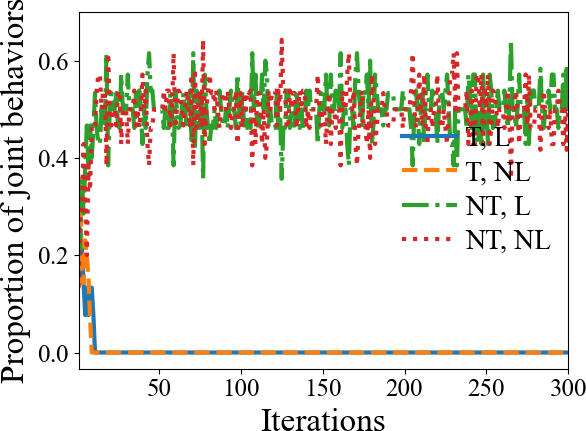 Proportion of joint behaviors
0.6
0.4
0.2
0.0
T, L
T, NL
NT, L
NT, NL
50 100 150 200 250 300
Iterations